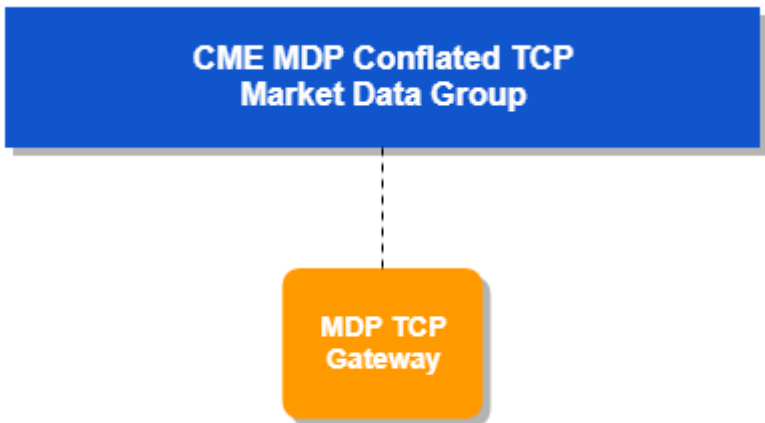 CME MDP Conflated TCP
Market Data Group
MDP TCP
Gateway